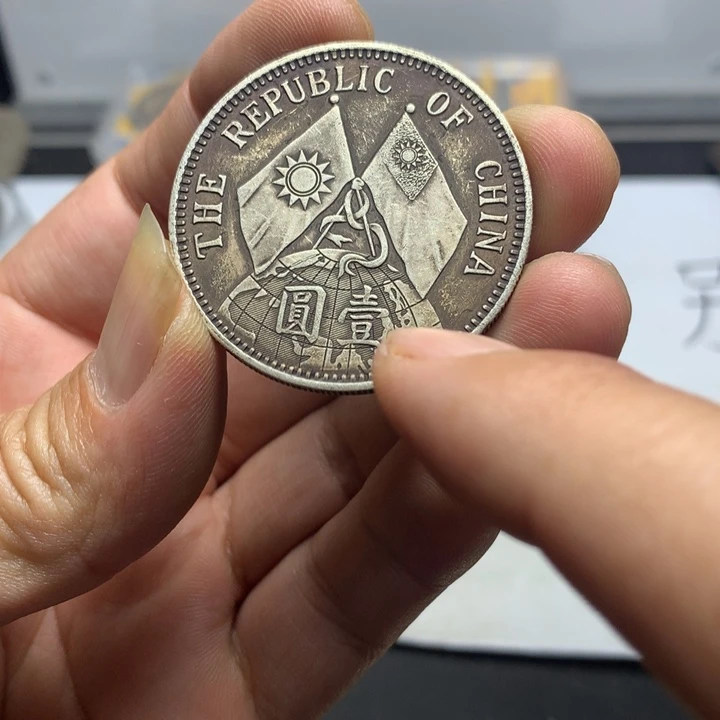 THE REPUBLIC OF CHINA
圓壹